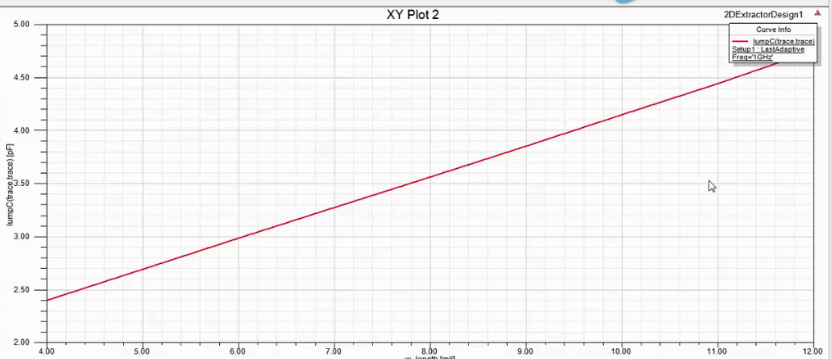 XY Plot 2
2DExtractorDesign1
Curve Info
lumpC(trace,trace)
Setup1 : LastAdaptive
Freq='1GHz'
5.00
4.50
4.00
3.50
3.00
2.50
2.00
lumpC(trace,trace) [pF]
4.00 5.00 6.00 7.00 8.00 9.00 10.00 11.00 12.00
[mil]